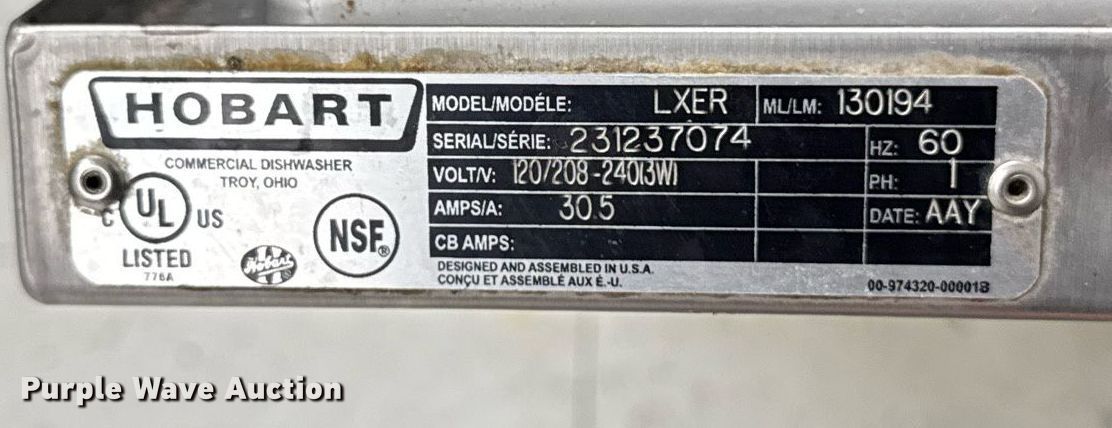 HOBART
COMMERCIAL DISHWASHER
TROY, OHIO
C UL US
LISTED
776A
Hobart
NSF®
MODEL/MODÉLE: LXER ML/LM: 130194
SERIAL/SÉRIE: 231237074 HZ: 60
VOLT/V: 120/208-240(3W) PH: 1
AMPS/A: 30.5 DATE: AAY
CB AMPS:
DESIGNED AND ASSEMBLED IN U.S.A.
CONÇU ET ASSEMBLÉ AUX É.-U.
00-974320-00001B
Purple Wave Auction